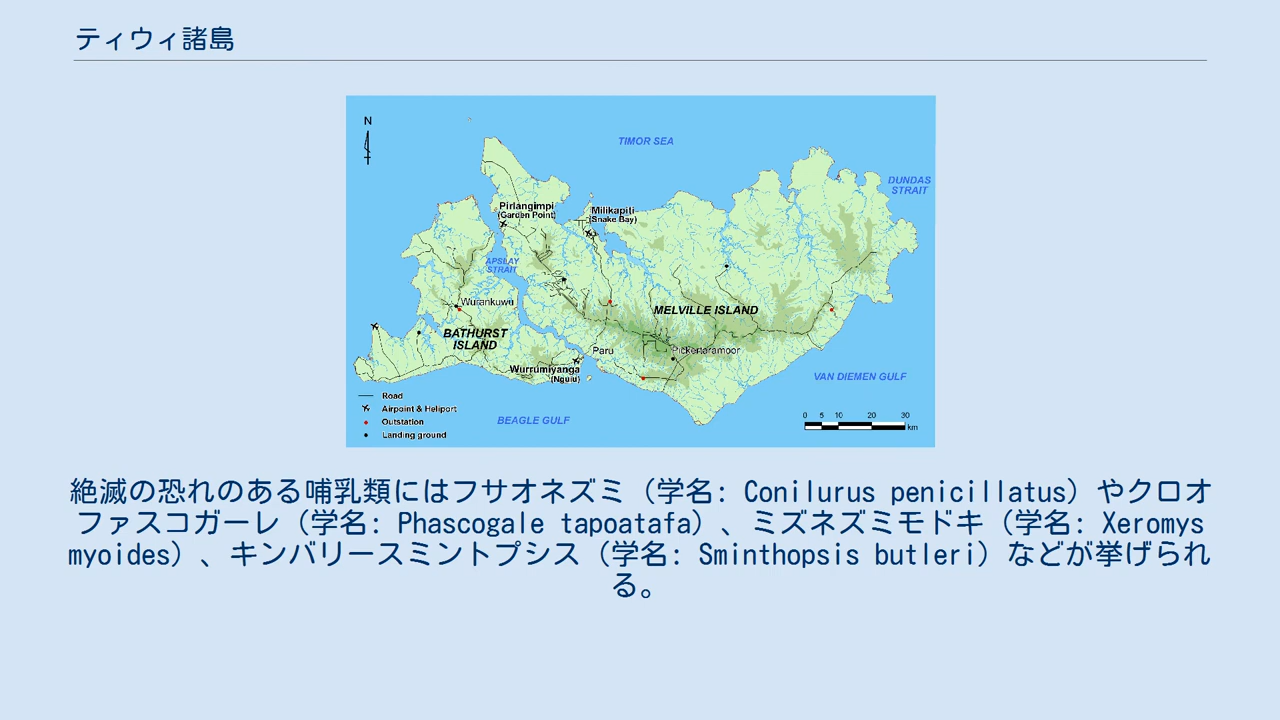 ティウィ諸島
N
TIMOR SEA
DUNDAS
STRAIT
Pirlangimpi
(Garden Point)
Milikapiti
(Snake Bay)
APSLAY
STRAIT
Wurankuwu
MELVILLE ISLAND
BATHURST
ISLAND
Paru
Pickertaramoor
Wurrumiyanga
(Nguiu)
VAN DIEMEN GULF
BEAGLE GULF
Road
Airpoint & Heliport
Outstation
Landing ground
0 5 10 20 30
km
絶滅の恐れのある哺乳類にはフサオネズミ（学名: Conilurus penicillatus）やクロオ
ファスコガーレ（学名: Phascogale tapoatafa）、ミズネズミモドキ（学名: Xeromys
myoides）、キンバリースミントプシス（学名: Sminthopsis butleri）などが挙げられ
る。